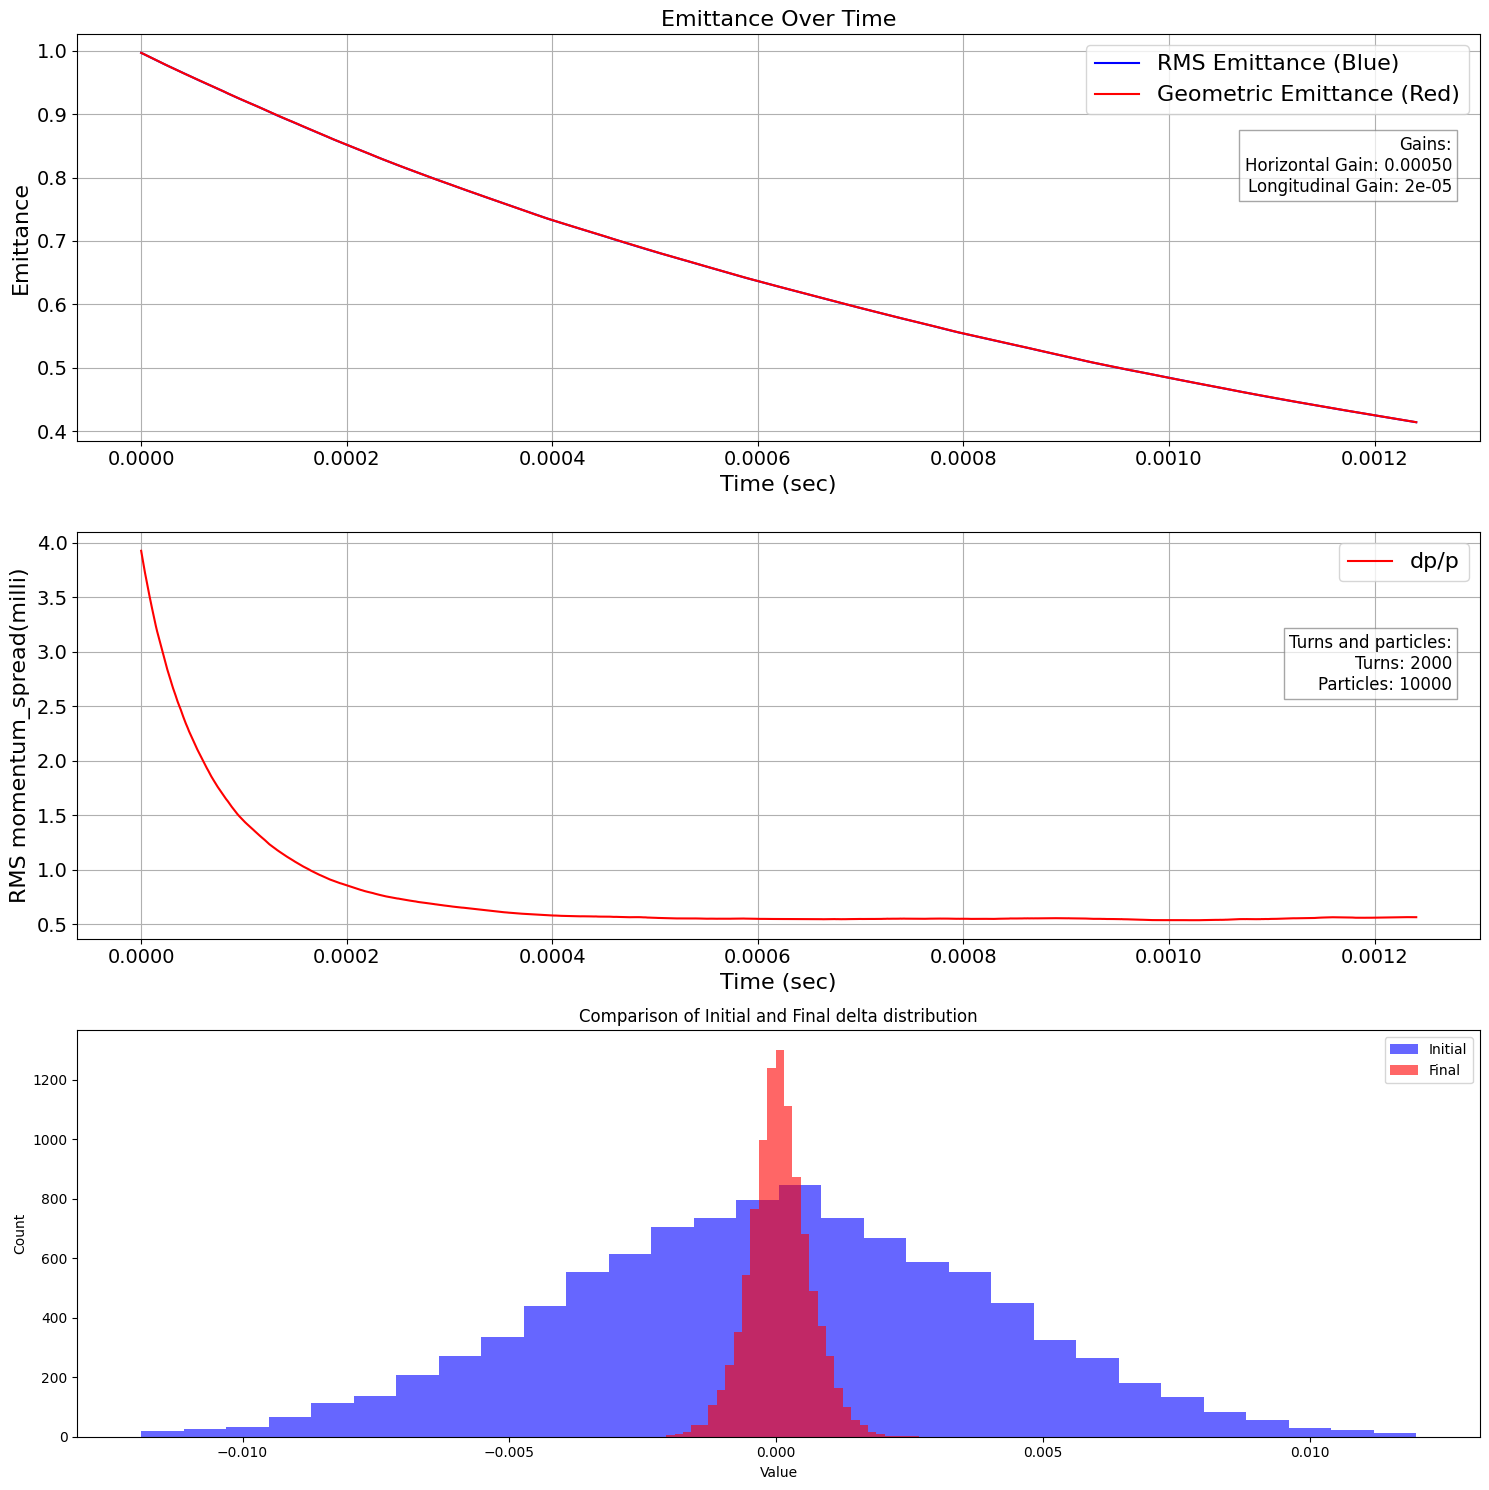 Emittance Over Time
RMS Emittance (Blue)
Geometric Emittance (Red)
Gains:
Horizontal Gain: 0.00050
Longitudinal Gain: 2e-05
Emittance
1.0
0.9
0.8
0.7
0.6
0.5
0.4
0.0000 0.0002 0.0004 0.0006 0.0008 0.0010 0.0012
Time (sec)
dp/p
Turns and particles:
Turns: 2000
Particles: 10000
RMS momentum_spread(milli)
4.0
3.5
3.0
2.5
2.0
1.5
1.0
0.5
0.0000 0.0002 0.0004 0.0006 0.0008 0.0010 0.0012
Time (sec)
Comparison of Initial and Final delta distribution
Initial
Final
Count
1200
1000
800
600
400
200
0
−0.010 −0.005 0.000 0.005 0.010
Value